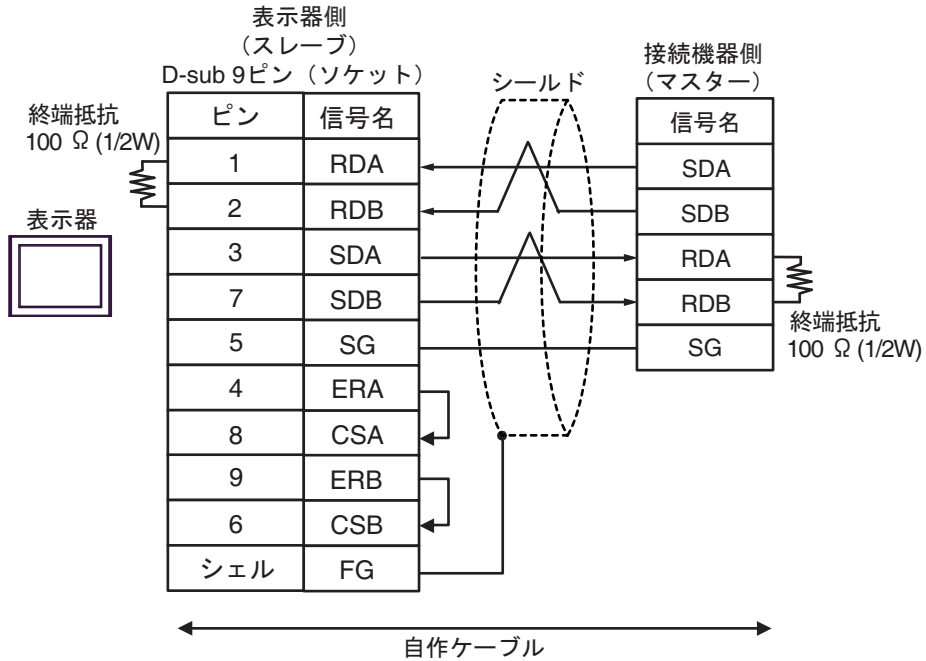 表示器側
（スレーブ）
D-sub 9ピン（ソケット）
シールド
接続機器側
（マスター）
終端抵抗
100 Ω (1/2W)
表示器
ピン 信号名
1 RDA
2 RDB
3 SDA
7 SDB
5 SG
4 ERA
8 CSA
9 ERB
6 CSB
シェル FG
信号名
SDA
SDB
RDA
RDB
SG
終端抵抗
100 Ω (1/2W)
自作ケーブル